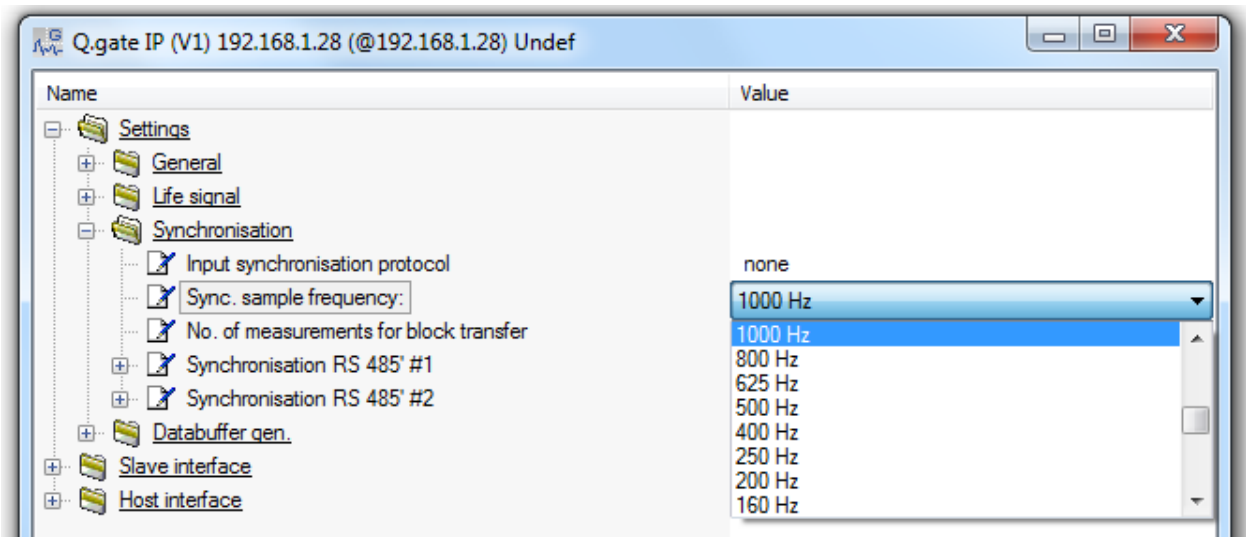 Q.gate IP (V1) 192.168.1.28 (@192.168.1.28) Undef
Name Value
Settings
General
Life signal
Synchronisation
Input synchronisation protocol none
Sync. sample frequency: 1000 Hz
No. of measurements for block transfer 1000 Hz
800 Hz
Synchronisation RS 485' #1 625 Hz
Synchronisation RS 485' #2 500 Hz
Databuffer gen. 400 Hz
Slave interface 250 Hz
200 Hz
Host interface 160 Hz